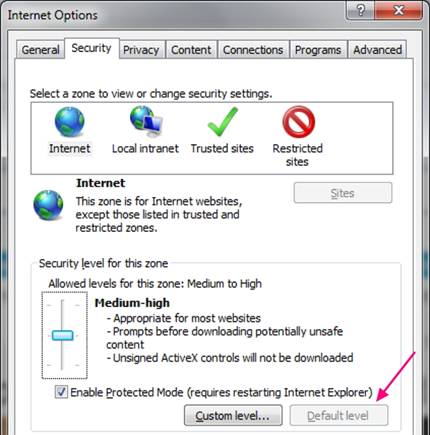 Internet Options
?
General Security Privacy Content Connections Programs Advanced
Select a zone to view or change security settings.
Internet Local intranet Trusted sites Restricted
sites
Internet
This zone is for Internet websites,
except those listed in trusted and
restricted zones.
Sites
Security level for this zone
Allowed levels for this zone: Medium to High
Medium-high
- Appropriate for most websites
- Prompts before downloading potentially unsafe
content
- Unsigned ActiveX controls will not be downloaded
Enable Protected Mode (requires restarting Internet Explorer)
Custom level... Default level